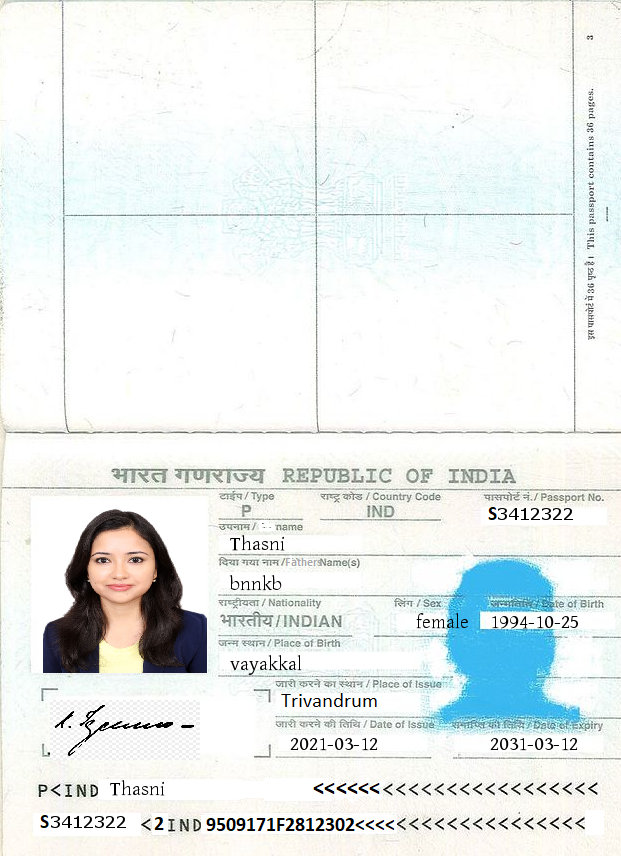 3
इस पासपोर्ट में 36 पृष्ठ हैं। This passport contains 36 pages.
भारत गणराज्य REPUBLIC OF INDIA
टाईप / Type राष्ट्र कोड / Country Code पासपोर्ट नं. / Passport No.
P IND S3412322
उपनाम / name
Thasni
दिया गया नाम / FathersName(s)
bnnkb
राष्ट्रीयता / Nationality लिंग / Sex जन्मतिथि / Date of Birth
भारतीय / INDIAN female 1994-10-25
जन्म स्थान / Place of Birth
vayakkal
जारी करने का स्थान / Place of Issue
Trivandrum
जारी करने की तिथि / Date of Issue समाप्ति की तिथि / Date of Expiry
2021-03-12 2031-03-12
P<IND Thasni <<<<<<<<<<<<<<<<<<<<<<<
S3412322 <2IND9509171F2812302<<<<<<<<<<<<<<<<<<